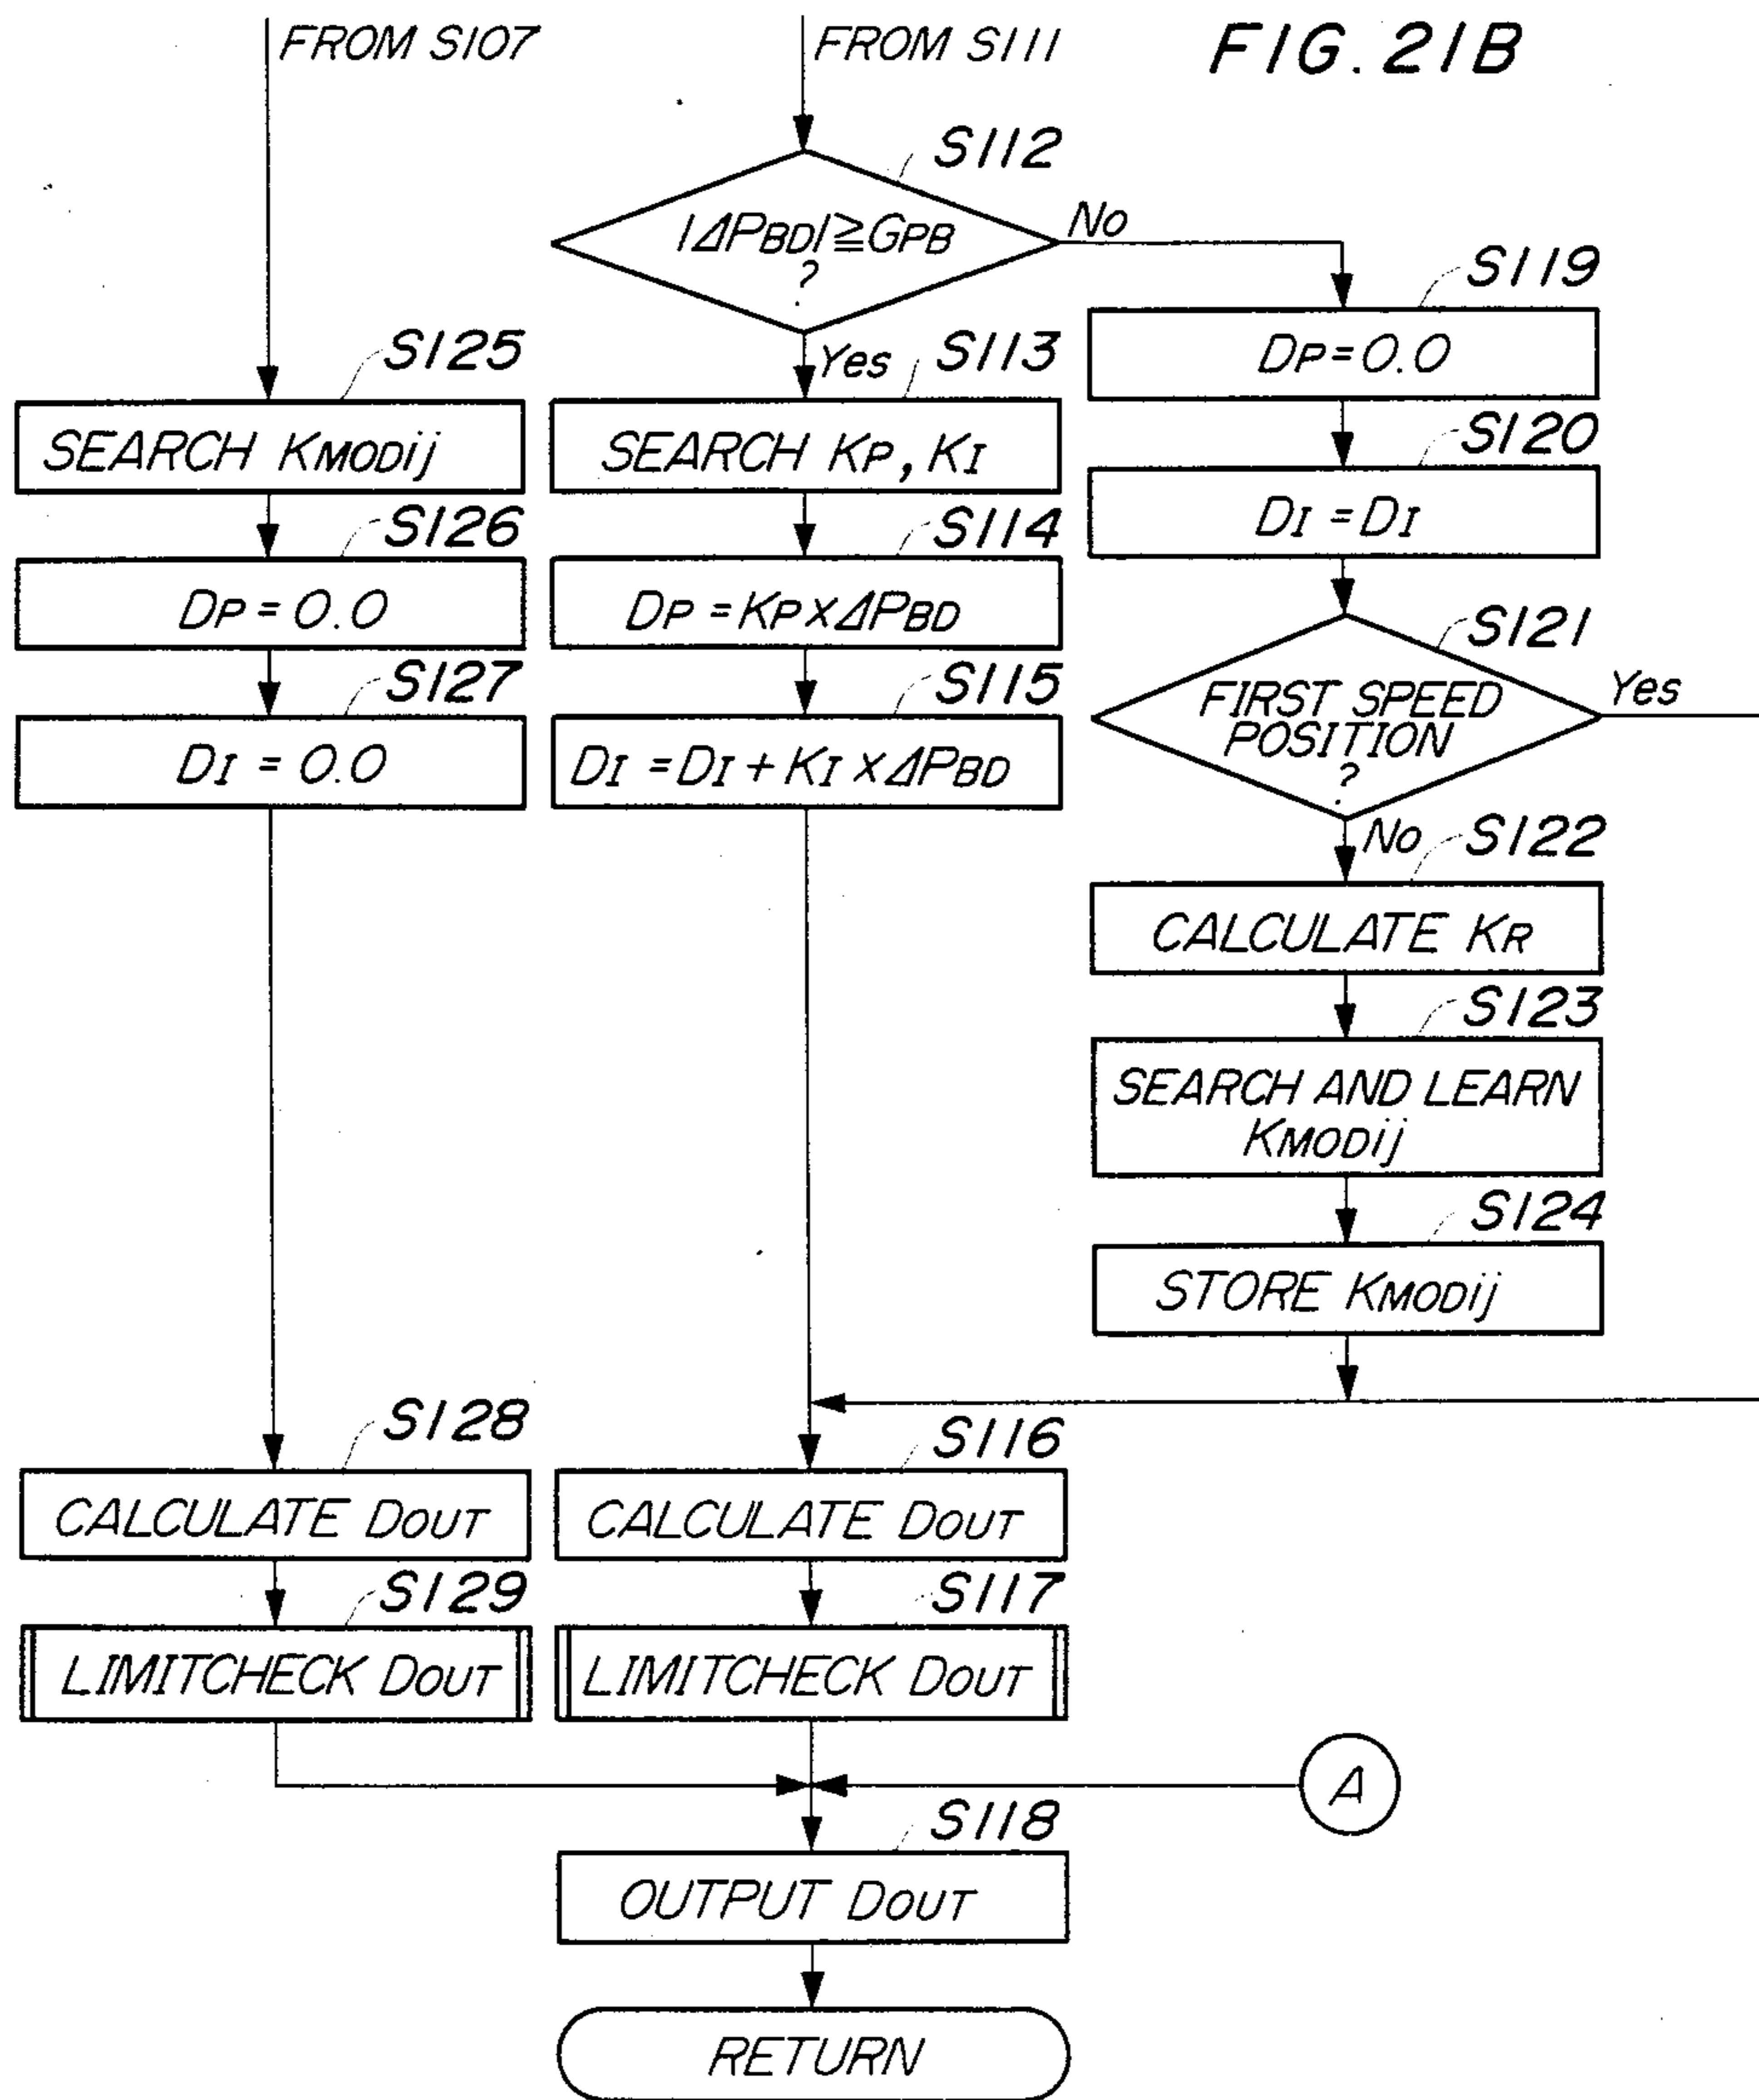 FIG. 21B
FROM S107
FROM S111
S112
|ΔPBD|≧GPB
?
No
Yes
S125
SEARCH KMODij
S126
DP=0.0
S127
DI = 0.0
S113
SEARCH KP, KI
S114
DP = KP×ΔPBD
S115
DI = DI + KI ×ΔPBD
S119
DP=0.0
S120
DI = DI
S121
FIRST SPEED
POSITION
?
Yes
No
S122
CALCULATE KR
S123
SEARCH AND LEARN
KMODij
S124
STORE KMODij
S128
CALCULATE DOUT
S129
LIMITCHECK DOUT
S116
CALCULATE DOUT
S117
LIMITCHECK DOUT
A
S118
OUTPUT DOUT
RETURN